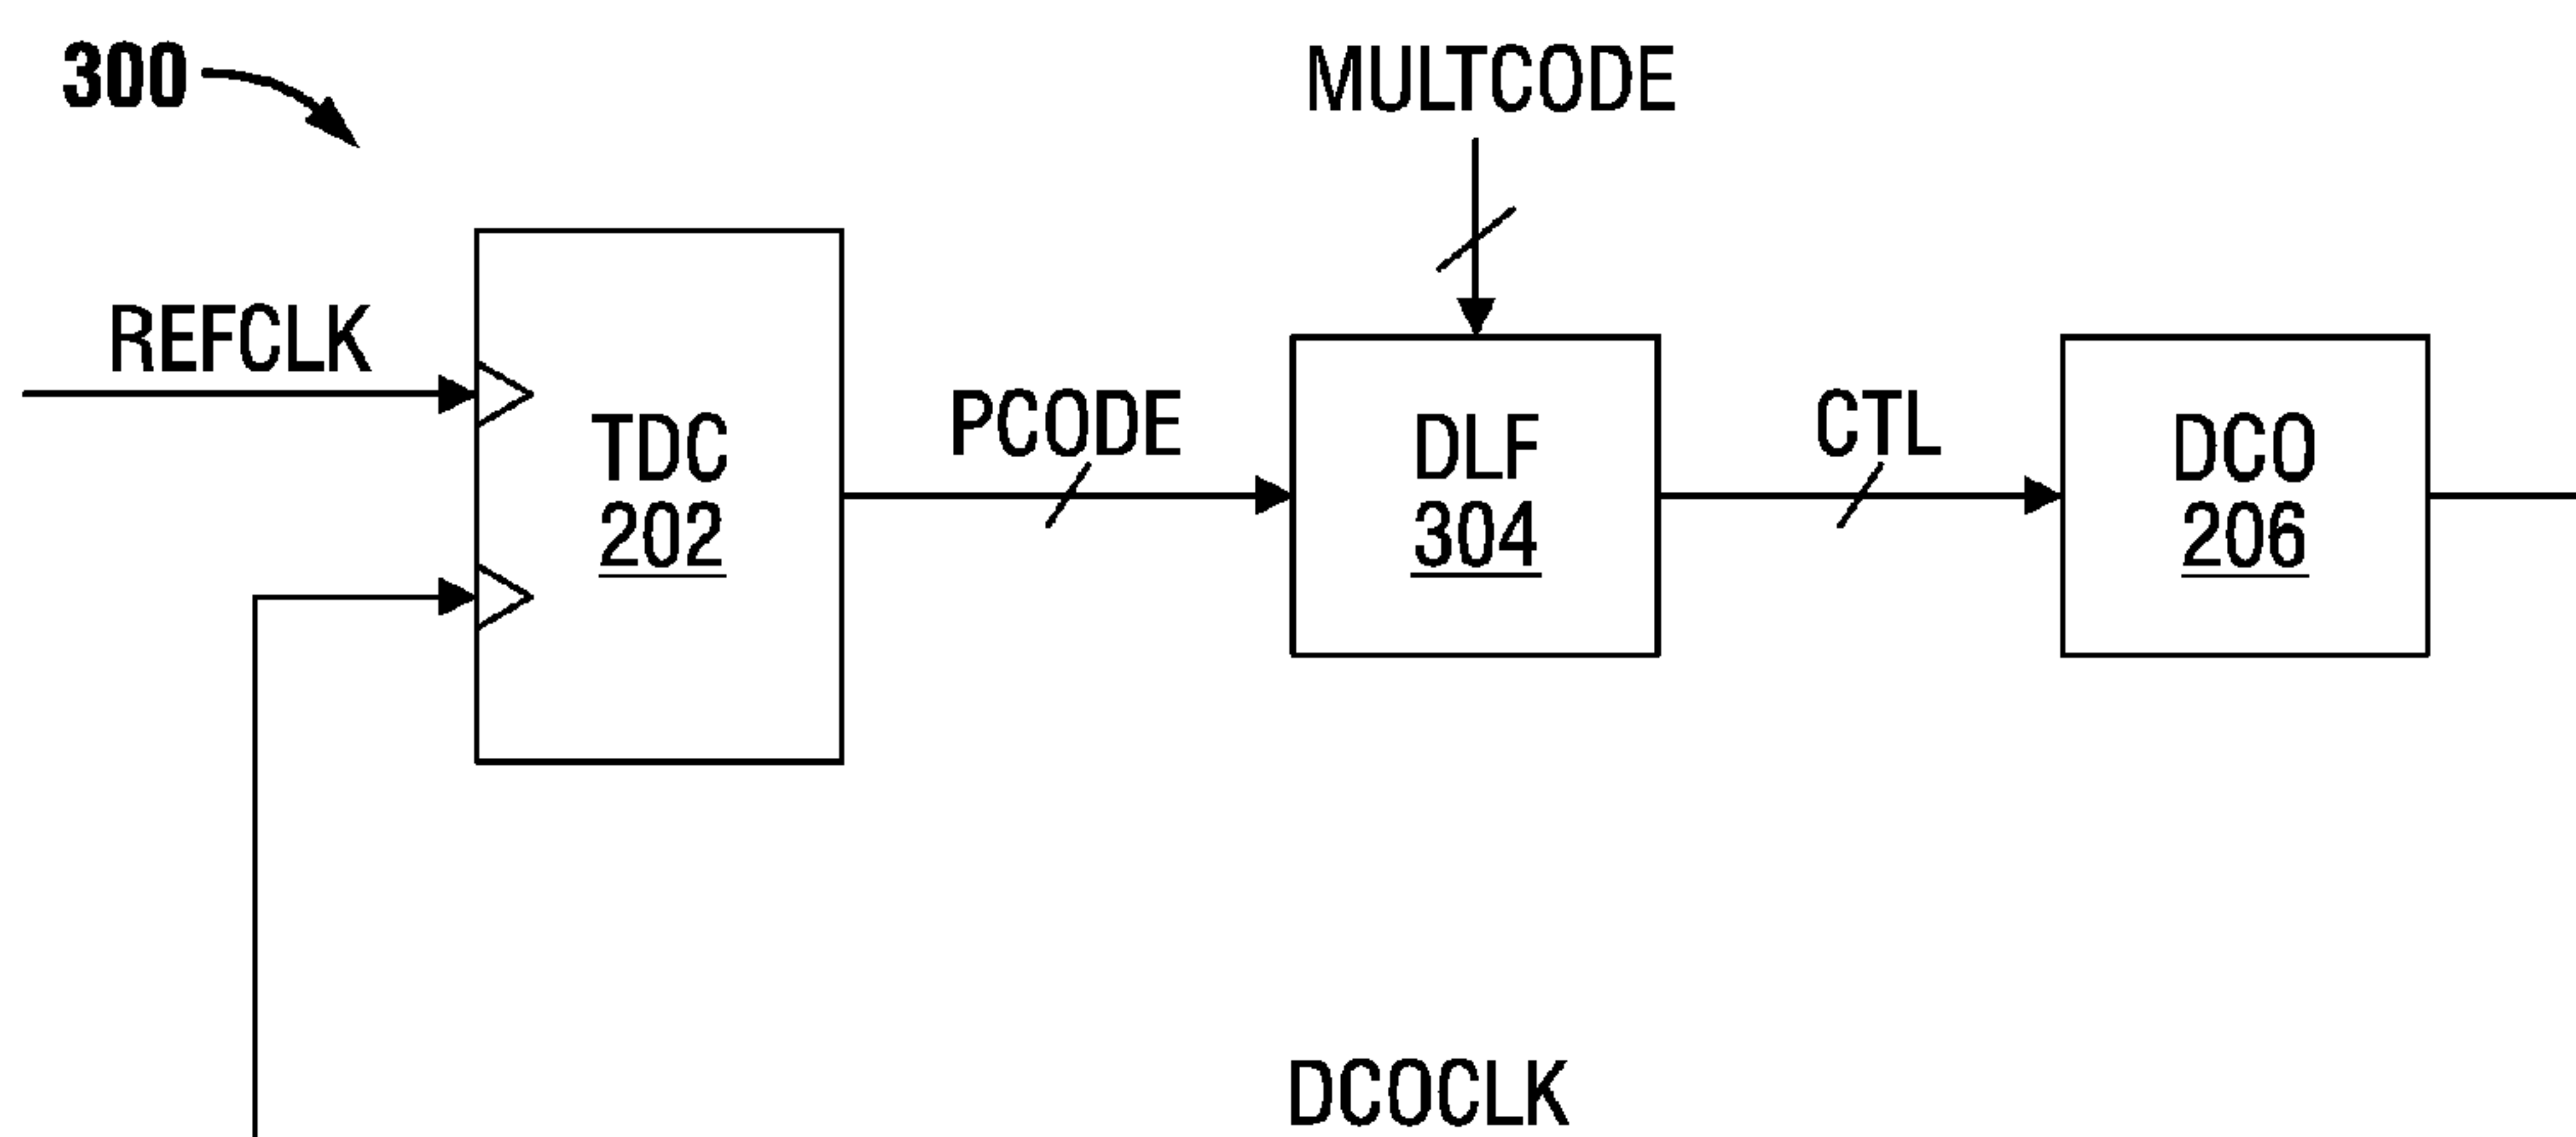 300
MULTCODE
REFCLK
TDC
202
PCODE
DLF
304
CTL
DCO
206
DCOCLK